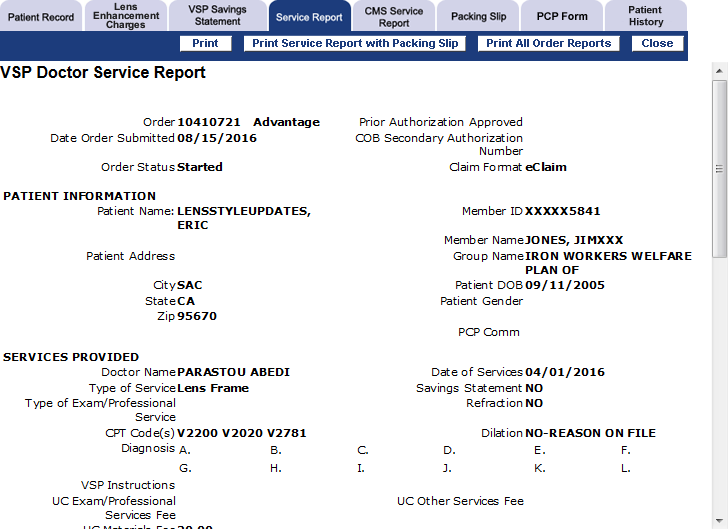 Patient Record
Lens Enhancement Charges
VSP Savings Statement
Service Report
CMS Service Report
Packing Slip
PCP Form
Patient History
Print
Print Service Report with Packing Slip
Print All Order Reports
Close
VSP Doctor Service Report
Order 10410721 Advantage
Prior Authorization Approved
Date Order Submitted 08/15/2016
COB Secondary Authorization
Number
Order Status Started
Claim Format eClaim
PATIENT INFORMATION
Patient Name: LENSSTYLEUPDATES,
ERIC
Member ID XXXXX5841
Member Name JONES, JIMXXX
Patient Address
Group Name IRON WORKERS WELFARE
PLAN OF
City SAC
Patient DOB 09/11/2005
State CA
Patient Gender
Zip 95670
PCP Comm
SERVICES PROVIDED
Doctor Name PARASTOU ABEDI
Date of Services 04/01/2016
Type of Service Lens Frame
Savings Statement NO
Type of Exam/Professional
Service
Refraction NO
CPT Code(s) V2200 V2020 V2781
Dilation NO-REASON ON FILE
Diagnosis A. B. C. D. E. F.
G. H. I. J. K. L.
VSP Instructions
UC Exam/Professional
Services Fee
UC Other Services Fee
UC Materials Fee 20.00